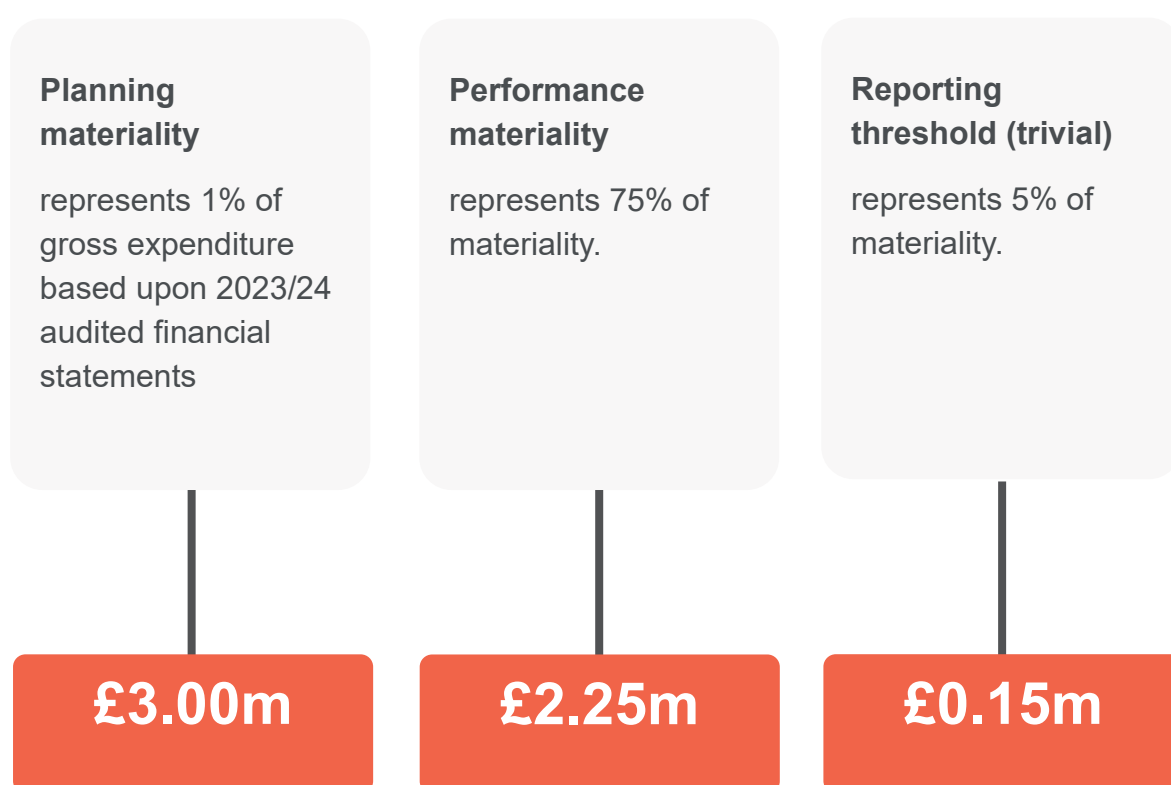 Planning
materiality
represents 1% of
gross expenditure
based upon 2023/24
audited financial
statements
£3.00m
Performance
materiality
represents 75% of
materiality.
£2.25m
Reporting
threshold (trivial)
represents 5% of
materiality.
£0.15m